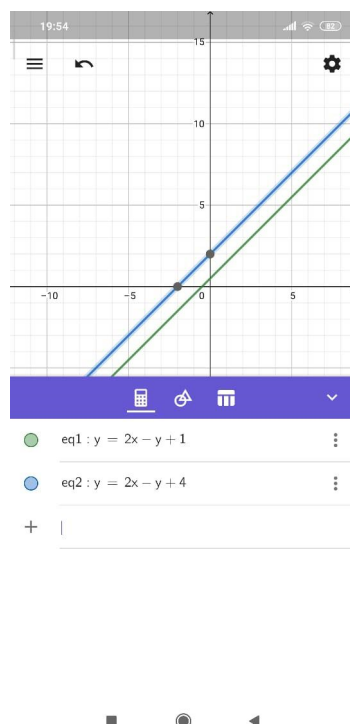 19:54 82
15
10
5
−10 −5 0 5
eq1 : y = 2x − y + 1
eq2 : y = 2x − y + 4